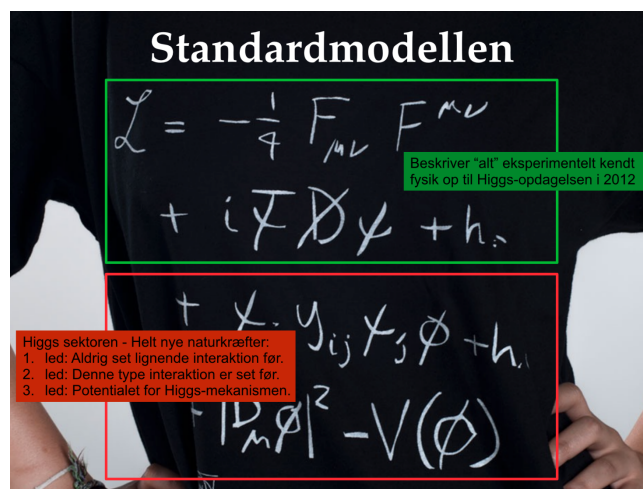 Standardmodellen
ℒ = -1/4 F_μν F^μν
Beskriver “alt” eksperimentelt kendt
fysik op til Higgs-opdagelsen i 2012
+ i ψ̄ D̸ ψ + h.
+ y_ij ψ_j φ + h.
Higgs sektoren - Helt nye naturkræfter:
1. led: Aldrig set lignende interaktion før.
2. led: Denne type interaktion er set før.
3. led: Potentialet for Higgs-mekanismen.
|D_μ φ|² - V(φ)